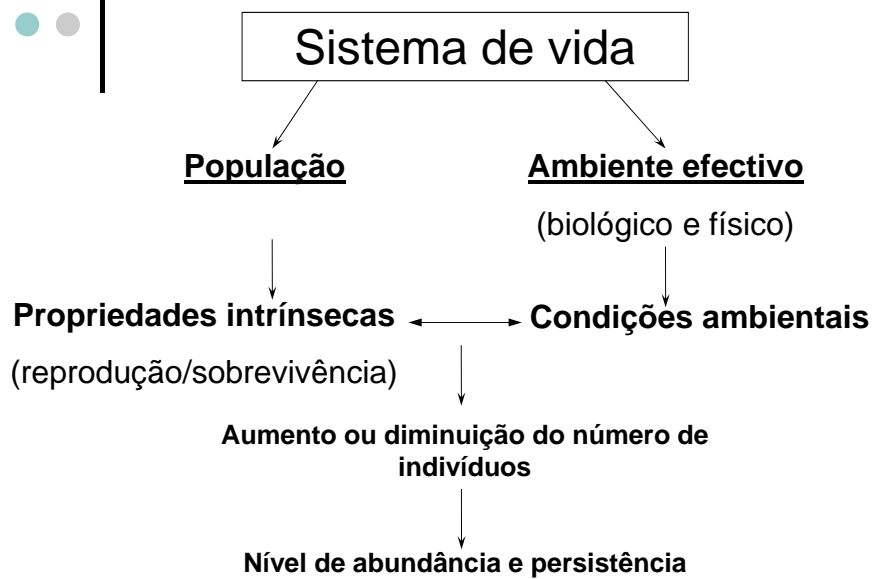 Sistema de vida
População
Ambiente efectivo
(biológico e físico)
Propriedades intrínsecas
Condições ambientais
(reprodução/sobrevivência)
Aumento ou diminuição do número de
indivíduos
Nível de abundância e persistência